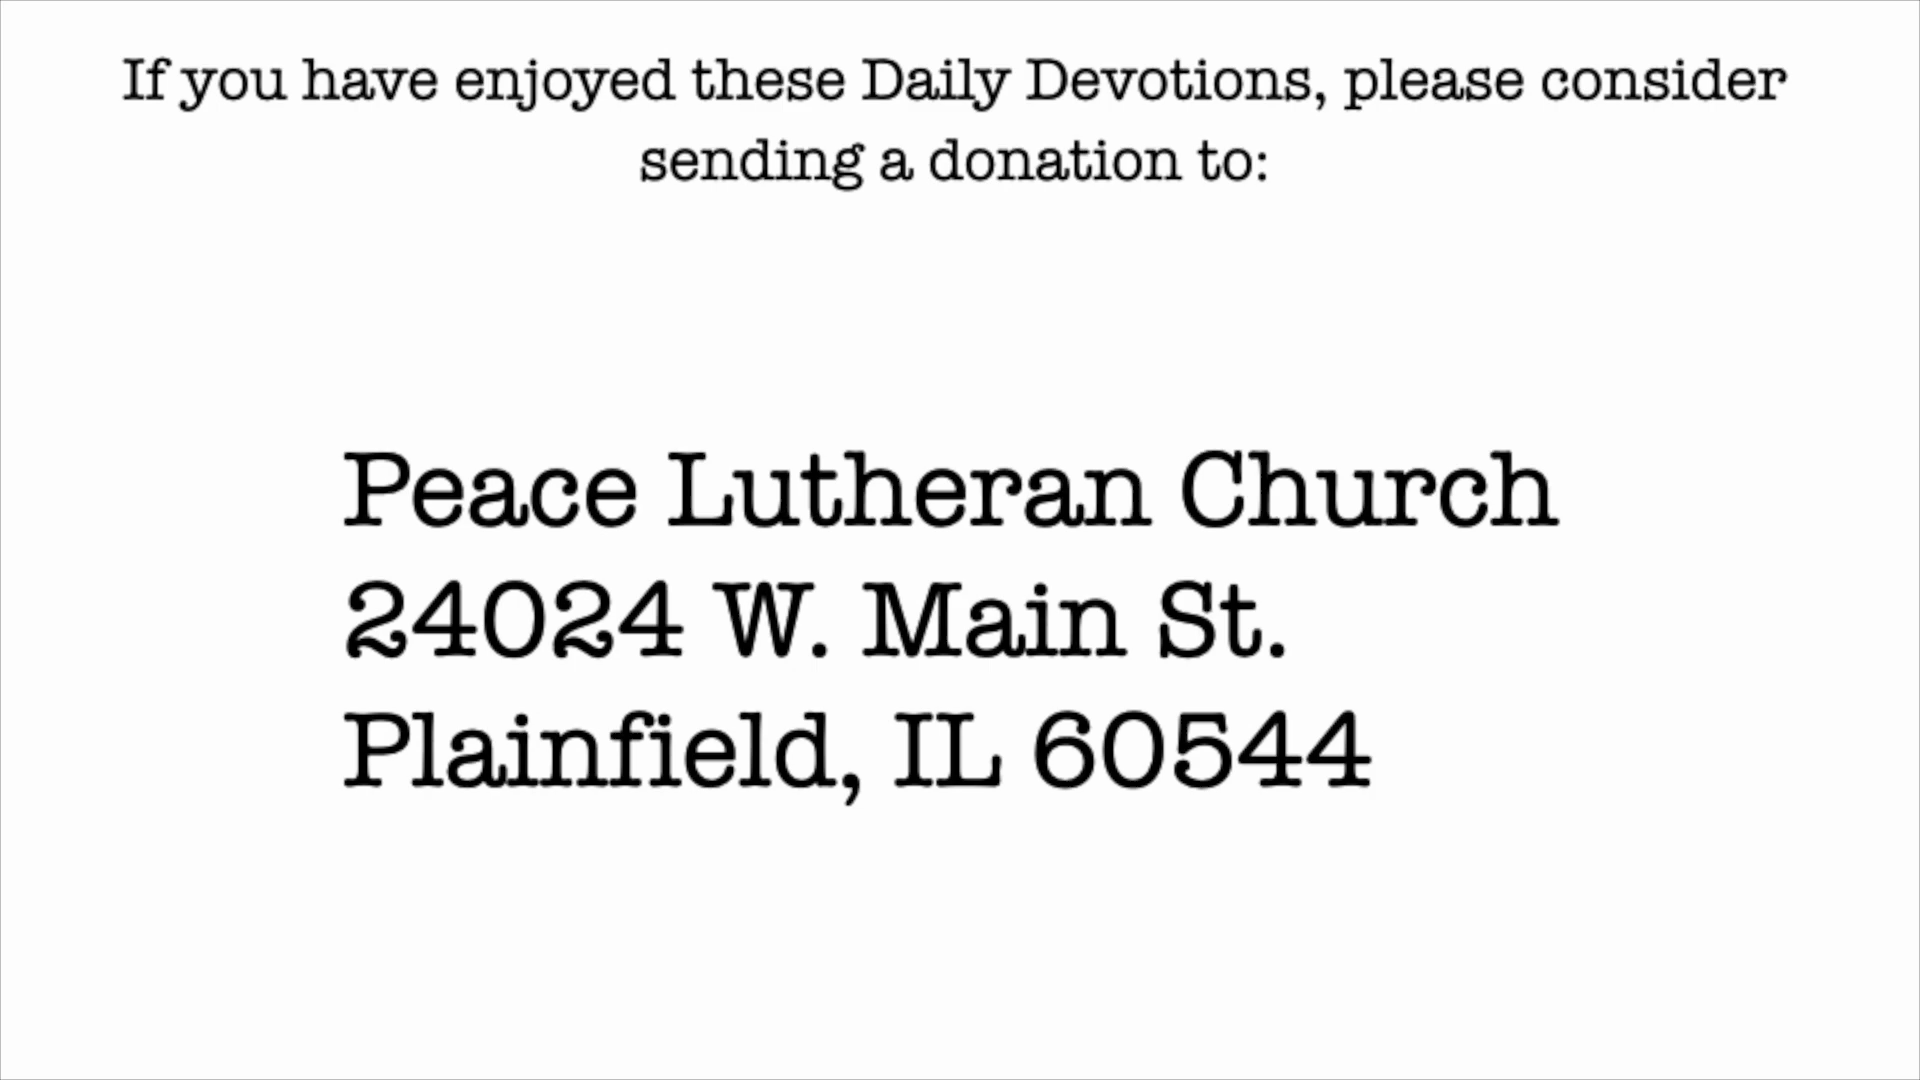 If you have enjoyed these Daily Devotions, please consider
sending a donation to:
Peace Lutheran Church
24024 W. Main St.
Plainfield, IL 60544